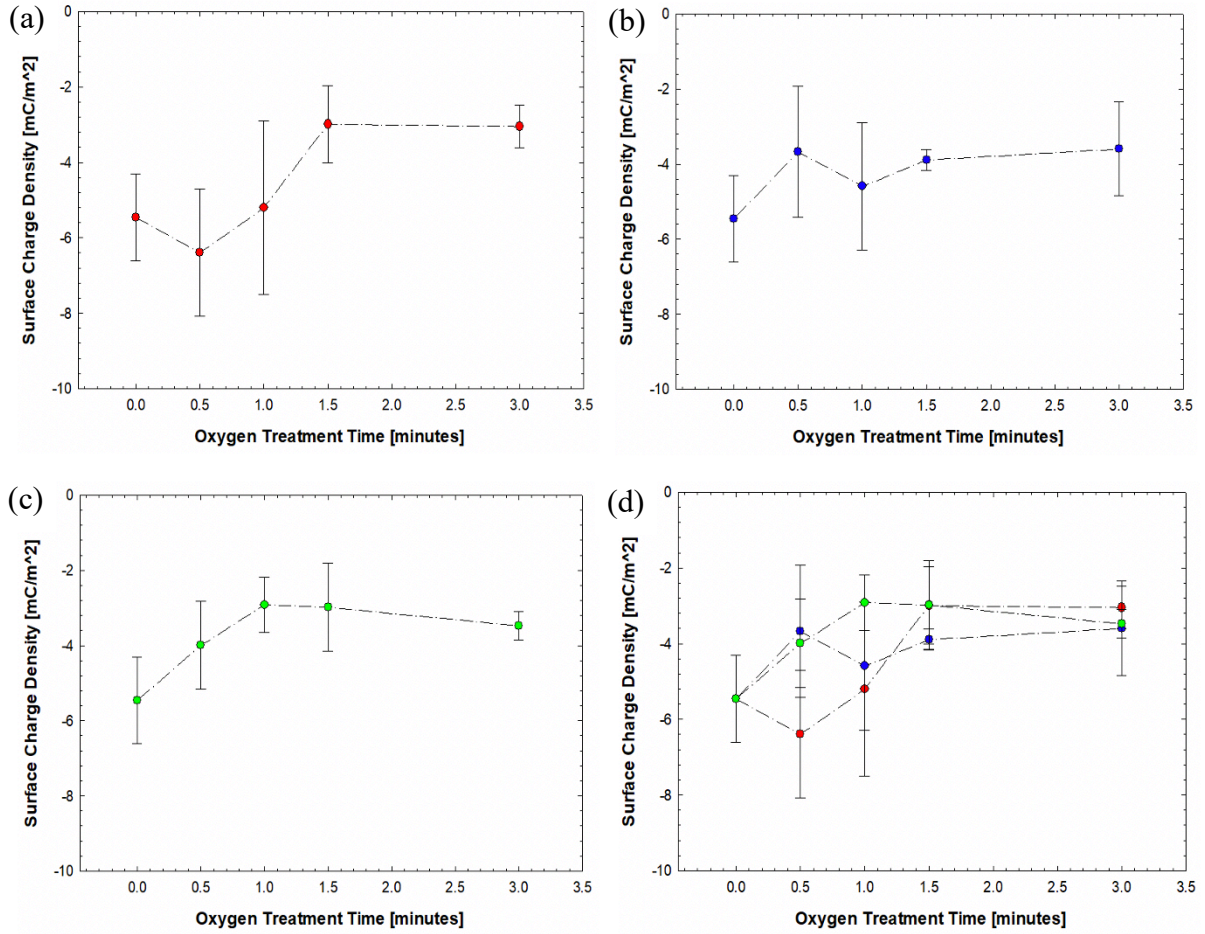 (a)
0
-2
-4
-6
-8
-10
Surface Charge Density [mC/m^2]
0.0 0.5 1.0 1.5 2.0 2.5 3.0 3.5
Oxygen Treatment Time [minutes]
(b)
0
-2
-4
-6
-8
-10
Surface Charge Density [mC/m^2]
0.0 0.5 1.0 1.5 2.0 2.5 3.0 3.5
Oxygen Treatment Time [minutes]
(c)
0
-2
-4
-6
-8
-10
Surface Charge Density [mC/m^2]
0.0 0.5 1.0 1.5 2.0 2.5 3.0 3.5
Oxygen Treatment Time [minutes]
(d)
0
-2
-4
-6
-8
-10
Surface Charge Density [mC/m^2]
0.0 0.5 1.0 1.5 2.0 2.5 3.0 3.5
Oxygen Treatment Time [minutes]